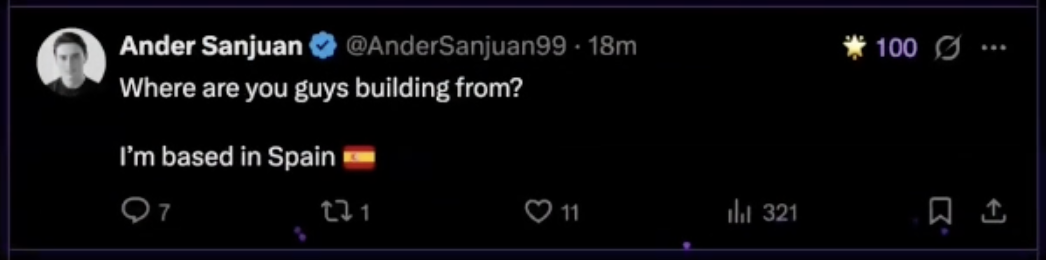 Ander Sanjuan @AnderSanjuan99 · 18m 100
Where are you guys building from?
I'm based in Spain 🇪🇸
7 1 11 321